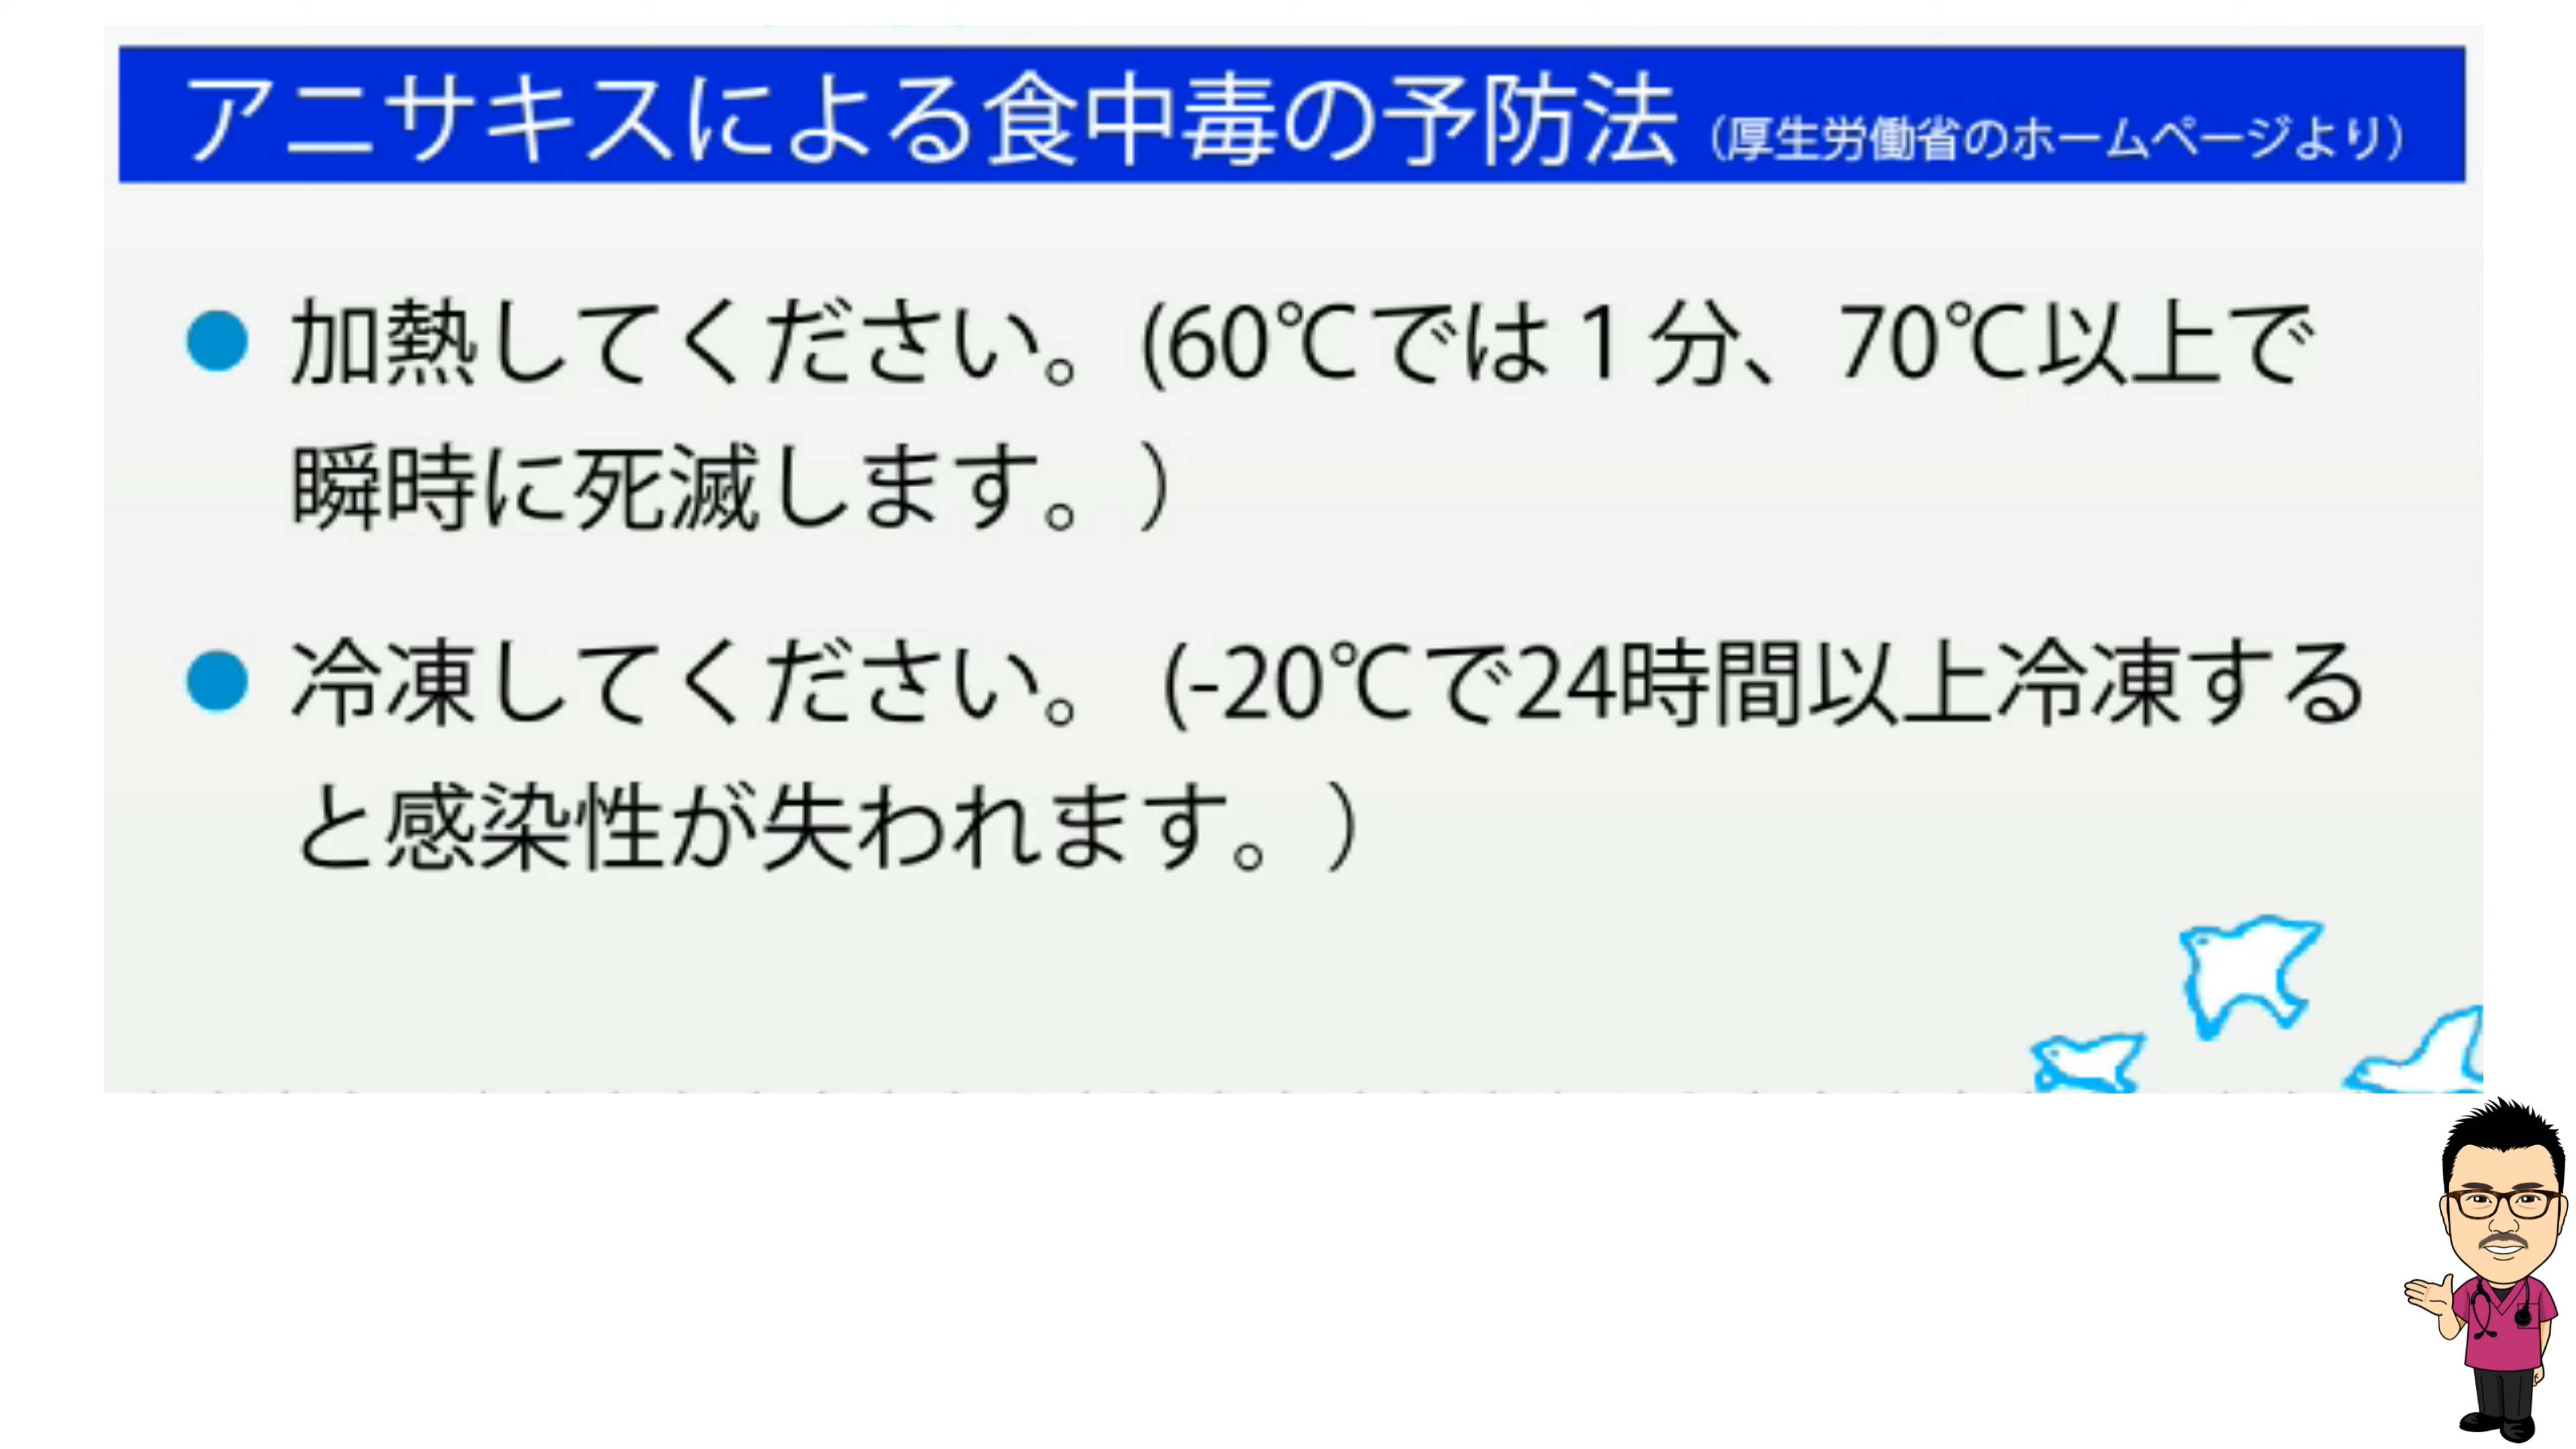 アニサキスによる食中毒の予防法（厚生労働省のホームページより）
● 加熱してください。(60℃では１分、70℃以上で
瞬時に死滅します。）
● 冷凍してください。 (-20℃で24時間以上冷凍する
と感染性が失われます。）